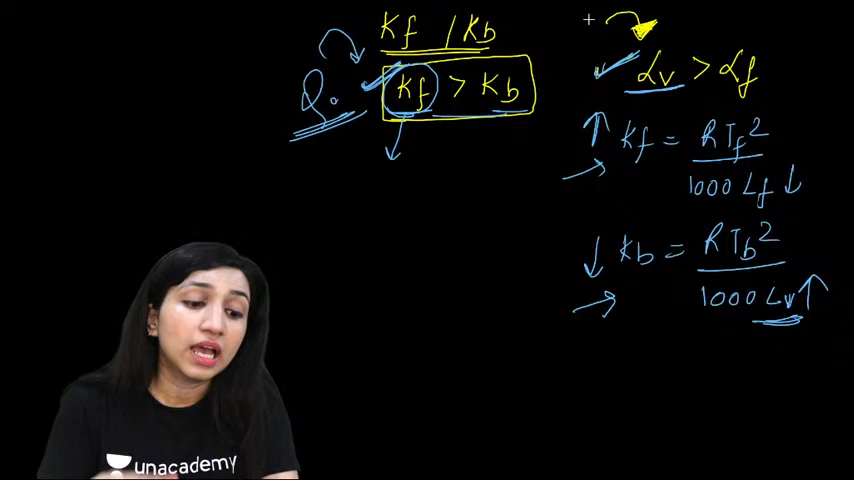 Kf / Kb
Q. Kf > Kb
Lv > Lf
Kf = RTf²
1000 Lf
Kb = RTb²
1000 Lv
unacademy